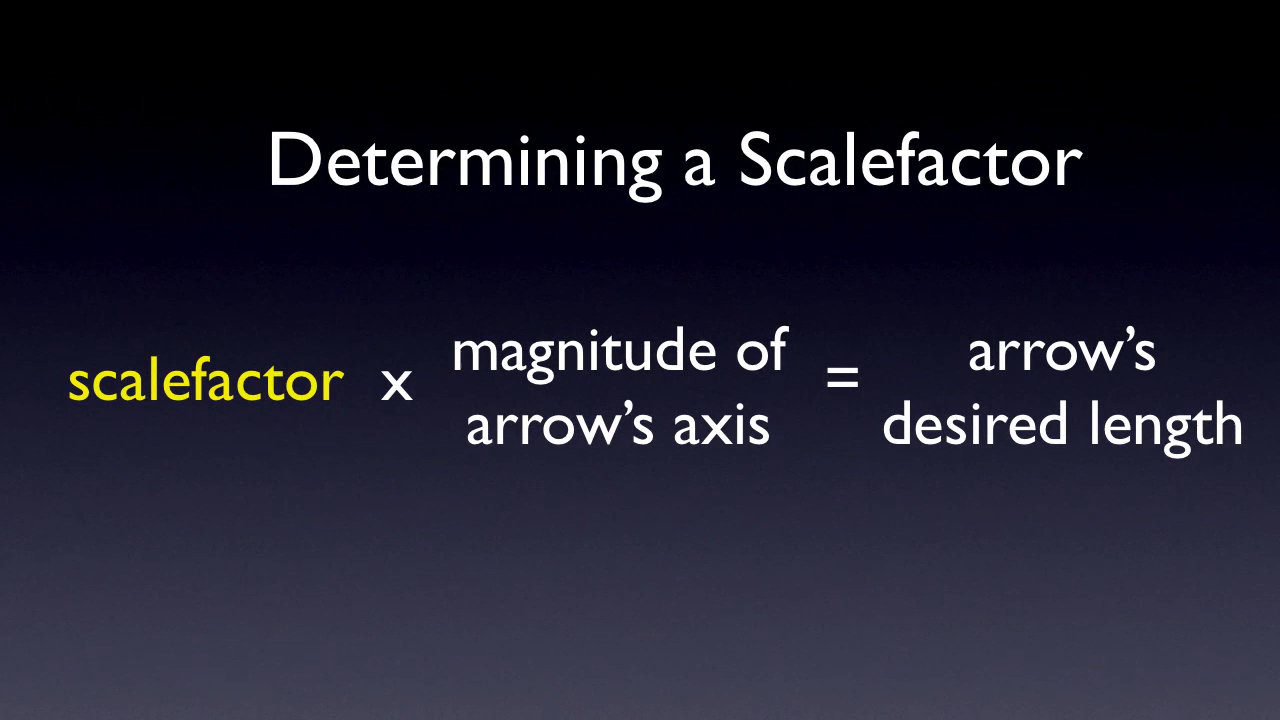 Determining a Scalefactor
scalefactor x magnitude of arrow’s axis = arrow’s desired length